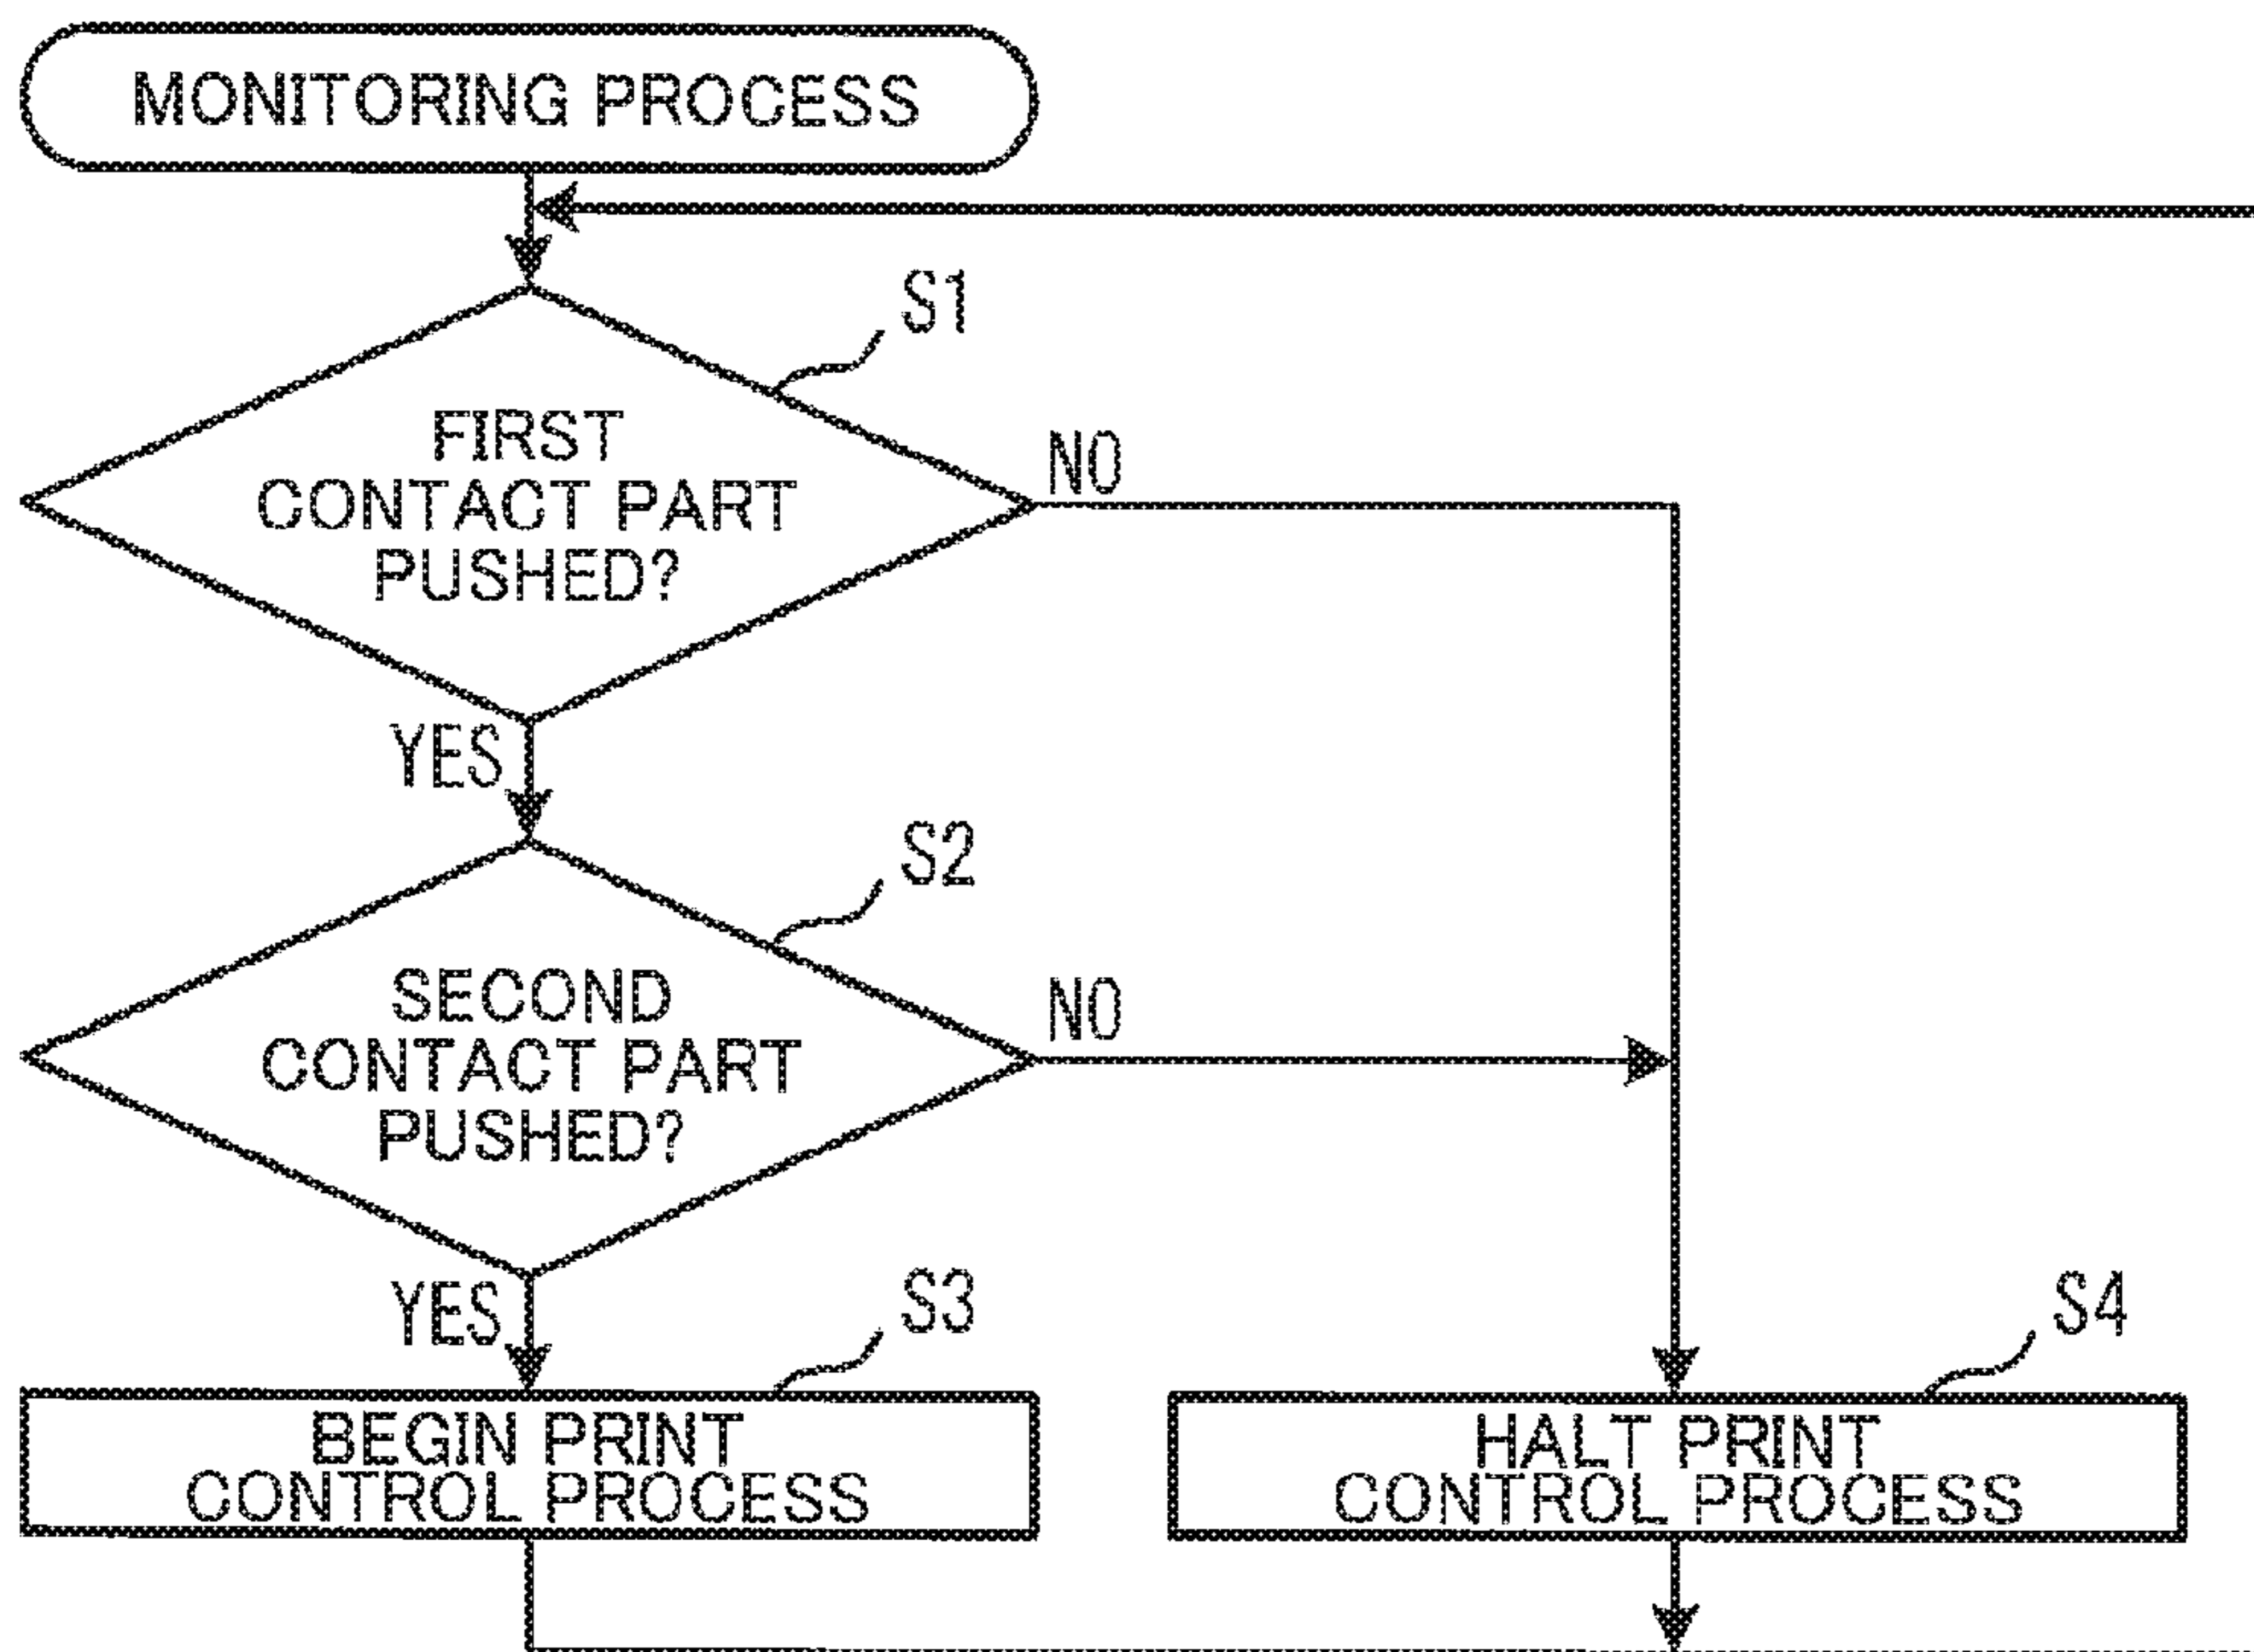 MONITORING PROCESS
S1
FIRST
CONTACT PART
PUSHED?
NO
YES
S2
SECOND
CONTACT PART
PUSHED?
NO
YES
S3
BEGIN PRINT
CONTROL PROCESS
S4
HALT PRINT
CONTROL PROCESS